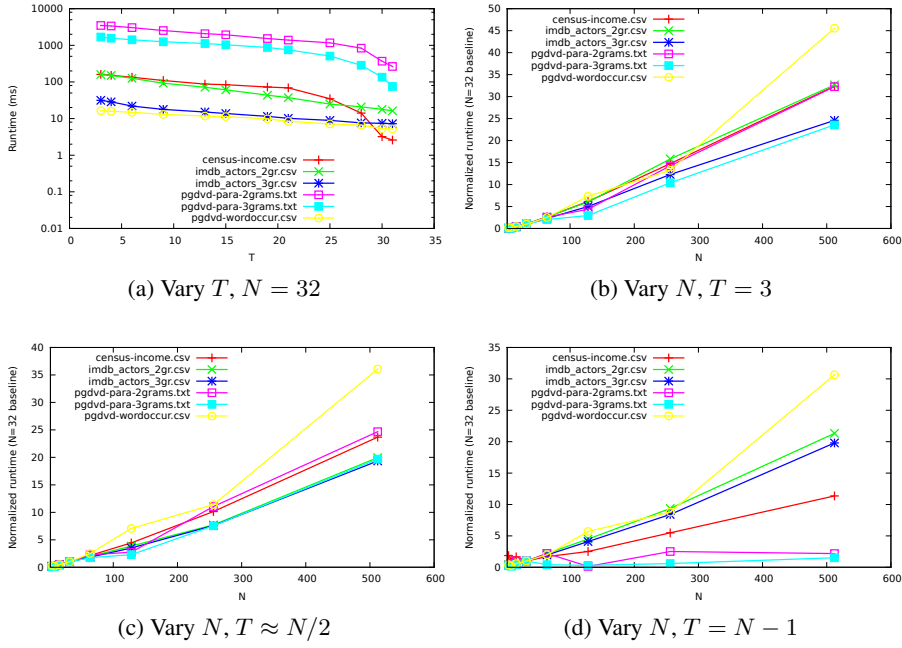 10000
1000
100
10
1
0.1
0.01
Runtime (ms)
census-income.csv
imdb_actors_2gr.csv
imdb_actors_3gr.csv
pgdvd-para-2grams.txt
pgdvd-para-3grams.txt
pgdvd-wordoccur.csv
0 5 10 15 20 25 30 35
T
(a) Vary T, N = 32
50
45
40
35
30
25
20
15
10
5
0
Normalized runtime (N=32 baseline)
census-income.csv
imdb_actors_2gr.csv
imdb_actors_3gr.csv
pgdvd-para-2grams.txt
pgdvd-para-3grams.txt
pgdvd-wordoccur.csv
100 200 300 400 500 600
N
(b) Vary N, T = 3
40
35
30
25
20
15
10
5
0
Normalized runtime (N=32 baseline)
census-income.csv
imdb_actors_2gr.csv
imdb_actors_3gr.csv
pgdvd-para-2grams.txt
pgdvd-para-3grams.txt
pgdvd-wordoccur.csv
100 200 300 400 500 600
N
(c) Vary N, T ≈ N/2
35
30
25
20
15
10
5
0
Normalized runtime (N=32 baseline)
census-income.csv
imdb_actors_2gr.csv
imdb_actors_3gr.csv
pgdvd-para-2grams.txt
pgdvd-para-3grams.txt
pgdvd-wordoccur.csv
100 200 300 400 500 600
N
(d) Vary N, T = N − 1